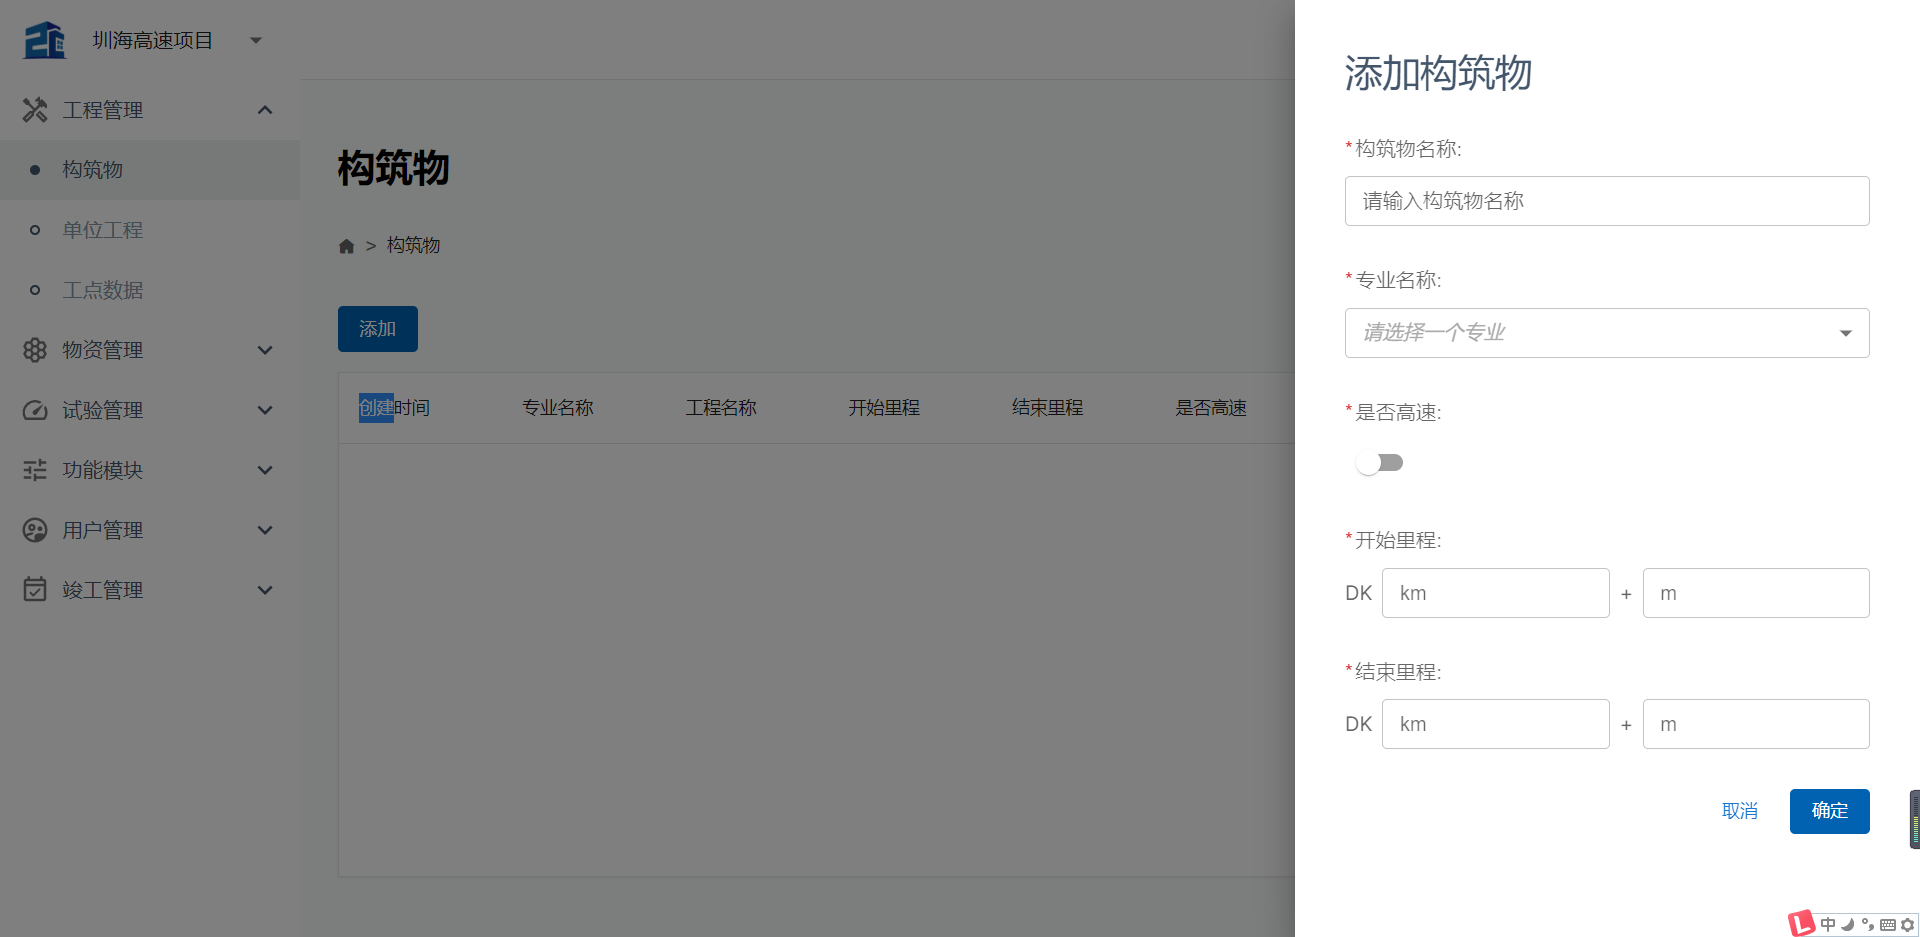 圳海高速项目
工程管理
构筑物
单位工程
工点数据
物资管理
试验管理
功能模块
用户管理
竣工管理
构筑物
> 构筑物
添加
创建时间 专业名称 工程名称 开始里程 结束里程 是否高速
添加构筑物
*构筑物名称:
请输入构筑物名称
*专业名称:
请选择一个专业
*是否高速:
*开始里程:
DK km + m
*结束里程:
DK km + m
取消 确定
中